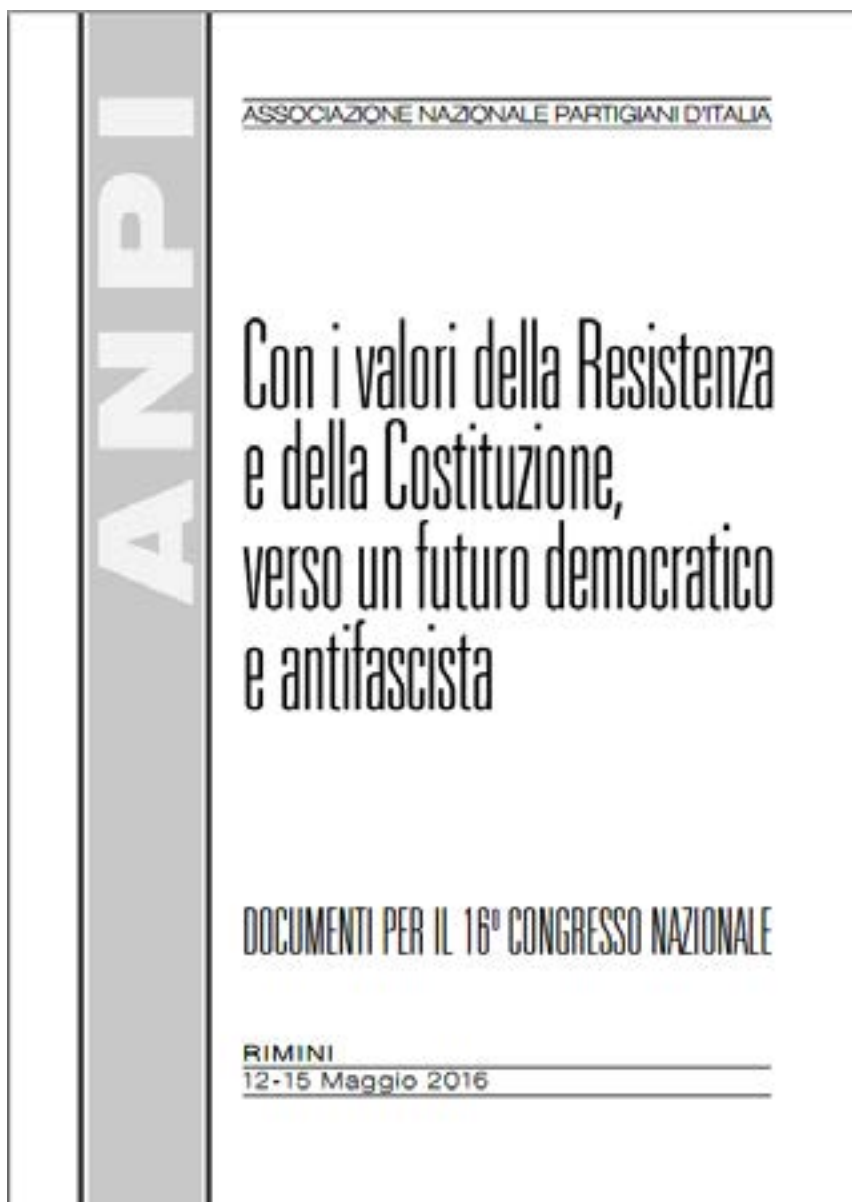 ANPI
ASSOCIAZIONE NAZIONALE PARTIGIANI D'ITALIA
Con i valori della Resistenza
e della Costituzione,
verso un futuro democratico
e antifascista
DOCUMENTI PER IL 16º CONGRESSO NAZIONALE
RIMINI
12-15 Maggio 2016